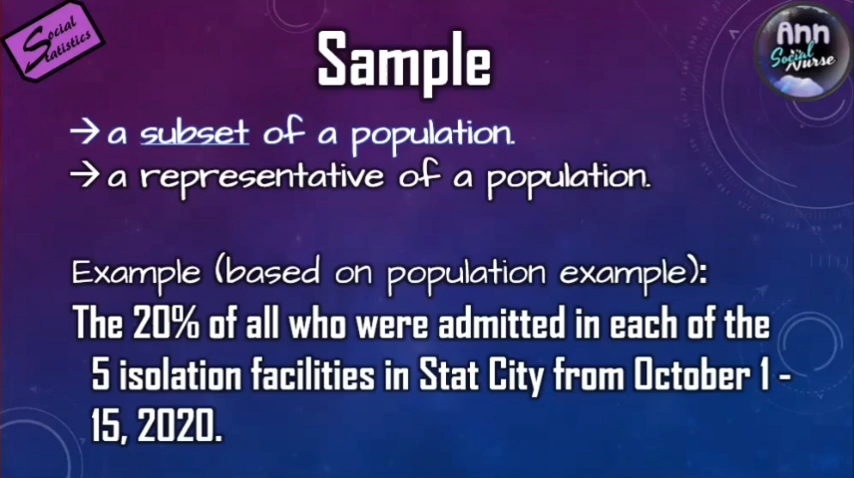 Social
Statistics
Ann
Social
Nurse
Sample
→ a subset of a population.
→ a representative of a population.
Example (based on population example):
The 20% of all who were admitted in each of the
5 isolation facilities in Stat City from October 1 -
15, 2020.